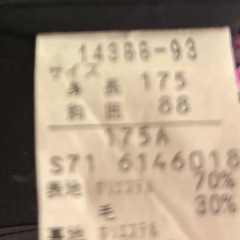 14388-93
サイズ
身長 175
胸囲 88
175A
S71 6146018
表地 ポリエステル 70%
毛 30%
裏地 ポリエステル